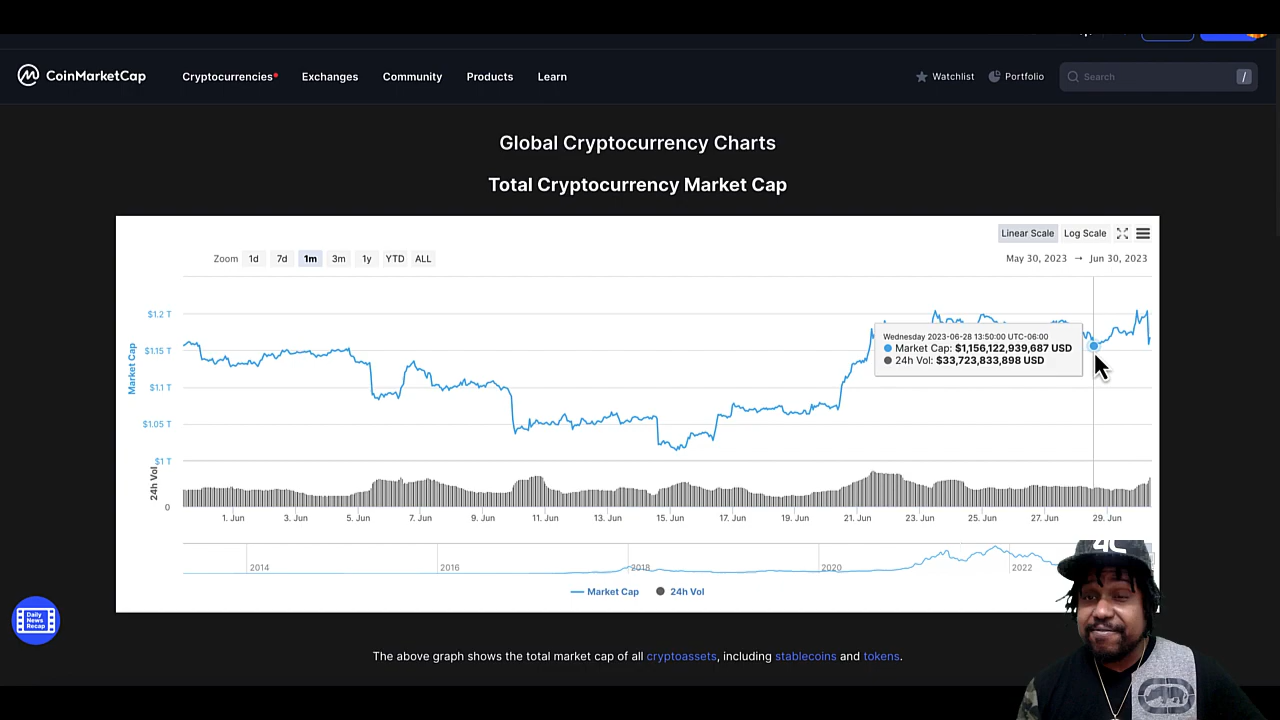 CoinMarketCap
Cryptocurrencies Exchanges Community Products Learn
Watchlist Portfolio Search /
Global Cryptocurrency Charts
Total Cryptocurrency Market Cap
Linear Scale Log Scale
Zoom 1d 7d 1m 3m 1y YTD ALL
May 30, 2023 → Jun 30, 2023
$1.2 T
$1.15 T
$1.1 T
$1.05 T
$1 T
Market Cap
Wednesday 2023-06-28 13:50:00 UTC-06:00
Market Cap: $1,156,122,939,687 USD
24h Vol: $33,723,833,898 USD
24h Vol
0
1. Jun 3. Jun 5. Jun 7. Jun 9. Jun 11. Jun 13. Jun 15. Jun 17. Jun 19. Jun 21. Jun 23. Jun 25. Jun 27. Jun 29. Jun
2014 2016 2018 2020 2022
Market Cap 24h Vol
Daily
News
Recap
The above graph shows the total market cap of all cryptoassets, including stablecoins and tokens.